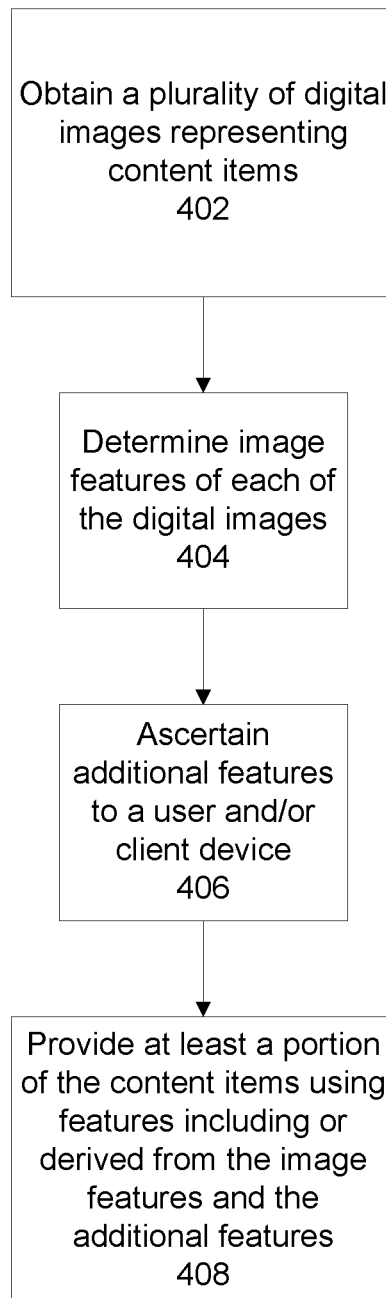 Obtain a plurality of digital
images representing
content items
402
Determine image
features of each of
the digital images
404
Ascertain
additional features
to a user and/or
client device
406
Provide at least a portion
of the content items using
features including or
derived from the image
features and the
additional features
408